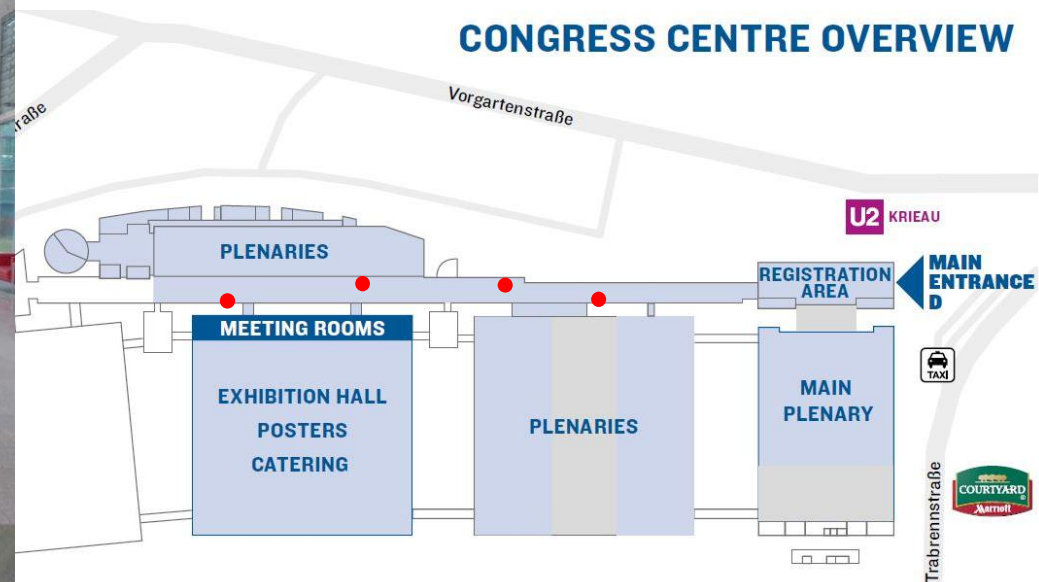 CONGRESS CENTRE OVERVIEW
Vorgartenstraße
raße
U2 KRIEAU
PLENARIES
REGISTRATION
AREA
MAIN
ENTRANCE
D
MEETING ROOMS
TAXI
EXHIBITION HALL
POSTERS
CATERING
PLENARIES
MAIN
PLENARY
Trabrennstraße
COURTYARD
Marriott